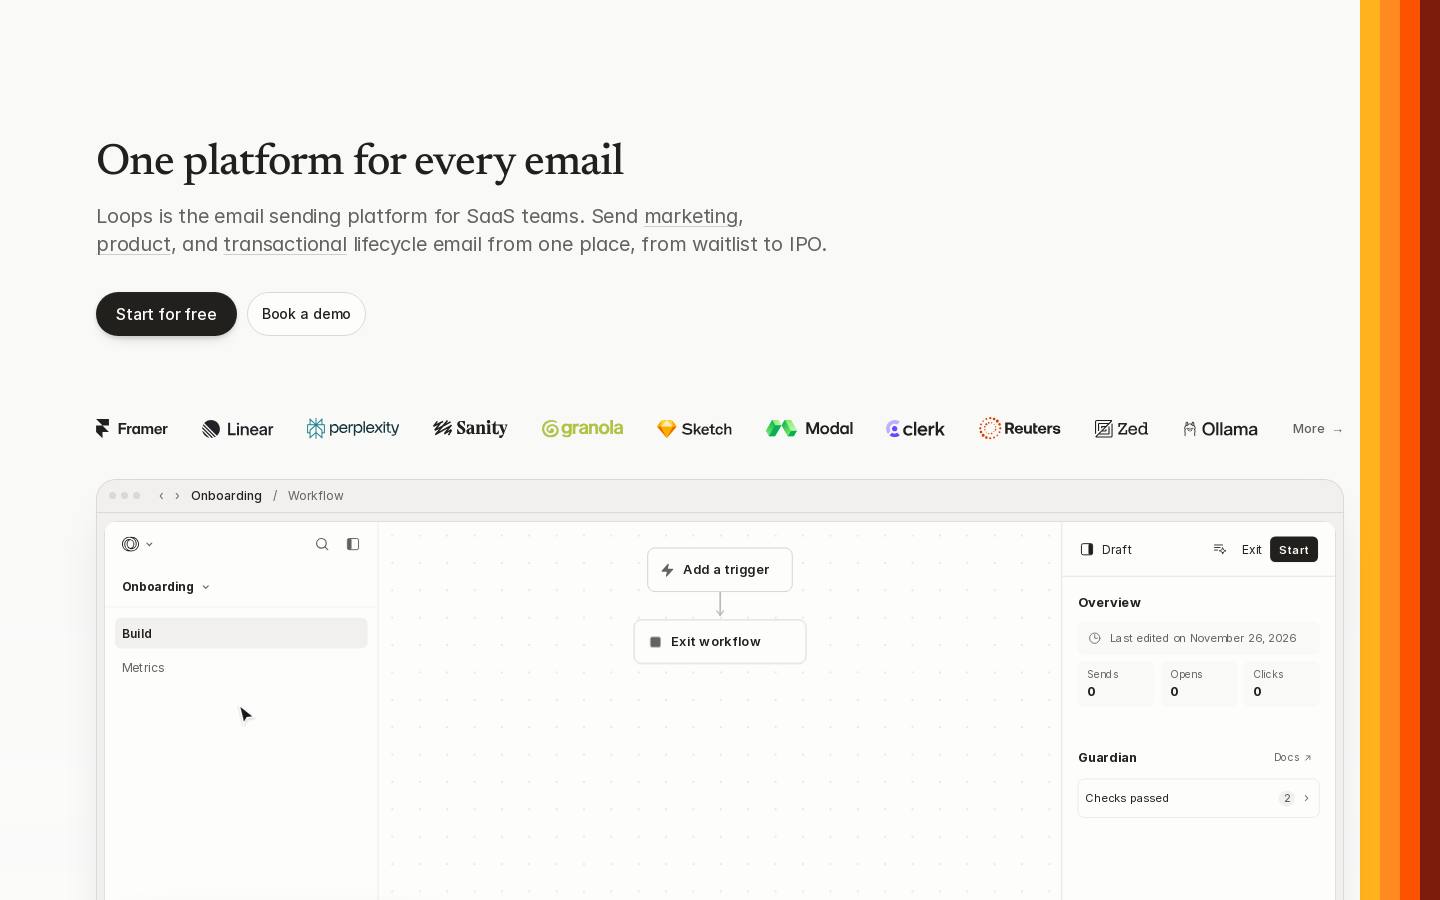 One platform for every email
Loops is the email sending platform for SaaS teams. Send marketing,
product, and transactional lifecycle email from one place, from waitlist to IPO.
Start for free
Book a demo
Framer
Linear
perplexity
Sanity
granola
Sketch
Modal
clerk
Reuters
Zed
Ollama
More →
‹ › Onboarding / Workflow
Onboarding
Build
Metrics
Add a trigger
Exit workflow
Draft
Exit
Start
Overview
Last edited on November 26, 2026
Sends
Opens
Clicks
0
0
0
Guardian
Docs ↗
Checks passed
2 ›